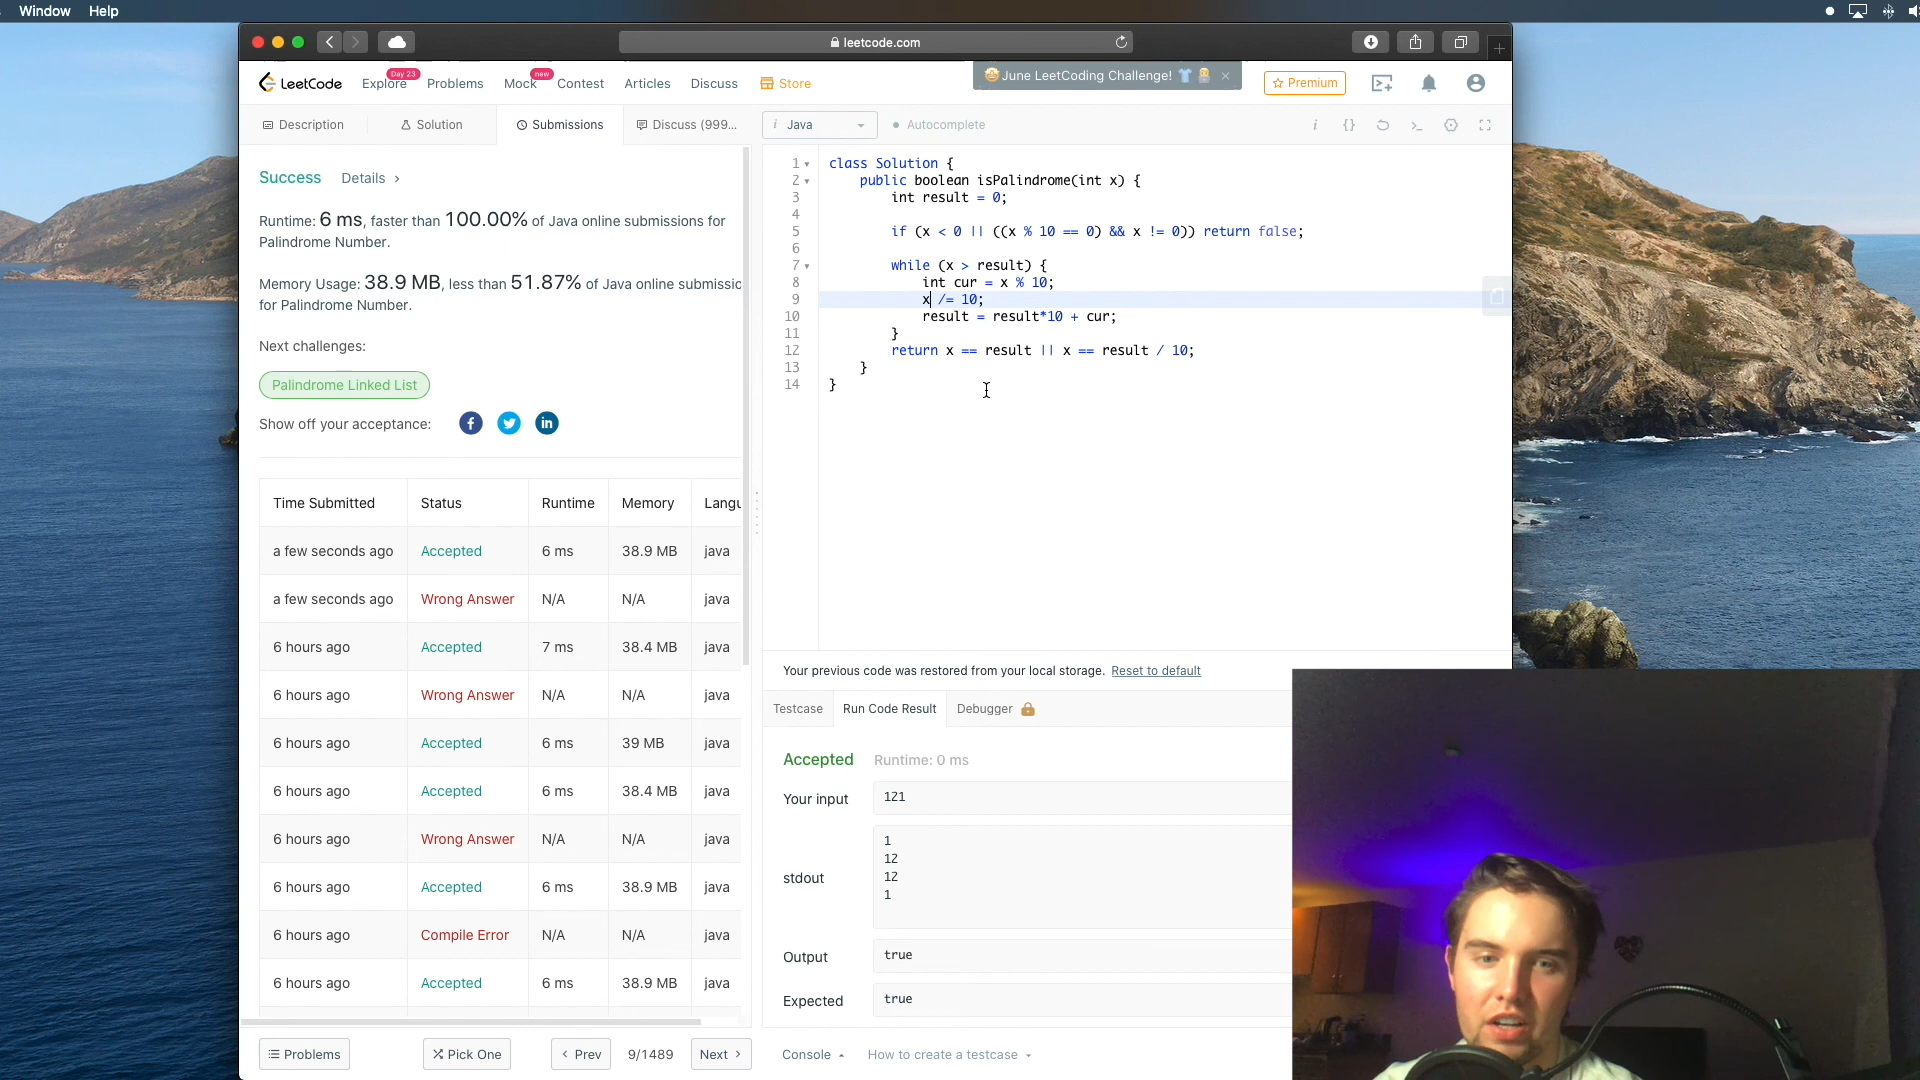 Window Help
leetcode.com
LeetCode Explore Day 23 Problems Mock new Contest Articles Discuss Store
June LeetCoding Challenge!
Premium
Description Solution Submissions Discuss (999...
i Java Autocomplete
Success Details
Runtime: 6 ms, faster than 100.00% of Java online submissions for
Palindrome Number.
Memory Usage: 38.9 MB, less than 51.87% of Java online submissic
for Palindrome Number.
Next challenges:
Palindrome Linked List
Show off your acceptance:
Time Submitted Status Runtime Memory Langu
a few seconds ago Accepted 6 ms 38.9 MB java
a few seconds ago Wrong Answer N/A N/A java
6 hours ago Accepted 7 ms 38.4 MB java
6 hours ago Wrong Answer N/A N/A java
6 hours ago Accepted 6 ms 39 MB java
6 hours ago Accepted 6 ms 38.4 MB java
6 hours ago Wrong Answer N/A N/A java
6 hours ago Accepted 6 ms 38.9 MB java
6 hours ago Compile Error N/A N/A java
6 hours ago Accepted 6 ms 38.9 MB java
Problems Pick One Prev 9/1489 Next
1 class Solution {
2 public boolean isPalindrome(int x) {
3 int result = 0;
4
5 if (x < 0 || ((x % 10 == 0) && x != 0)) return false;
6
7 while (x > result) {
8 int cur = x % 10;
9 x /= 10;
10 result = result*10 + cur;
11 }
12 return x == result || x == result / 10;
13 }
14 }
Your previous code was restored from your local storage. Reset to default
Testcase Run Code Result Debugger
Accepted Runtime: 0 ms
Your input 121
stdout
1
12
12
1
Output true
Expected true
Console How to create a testcase